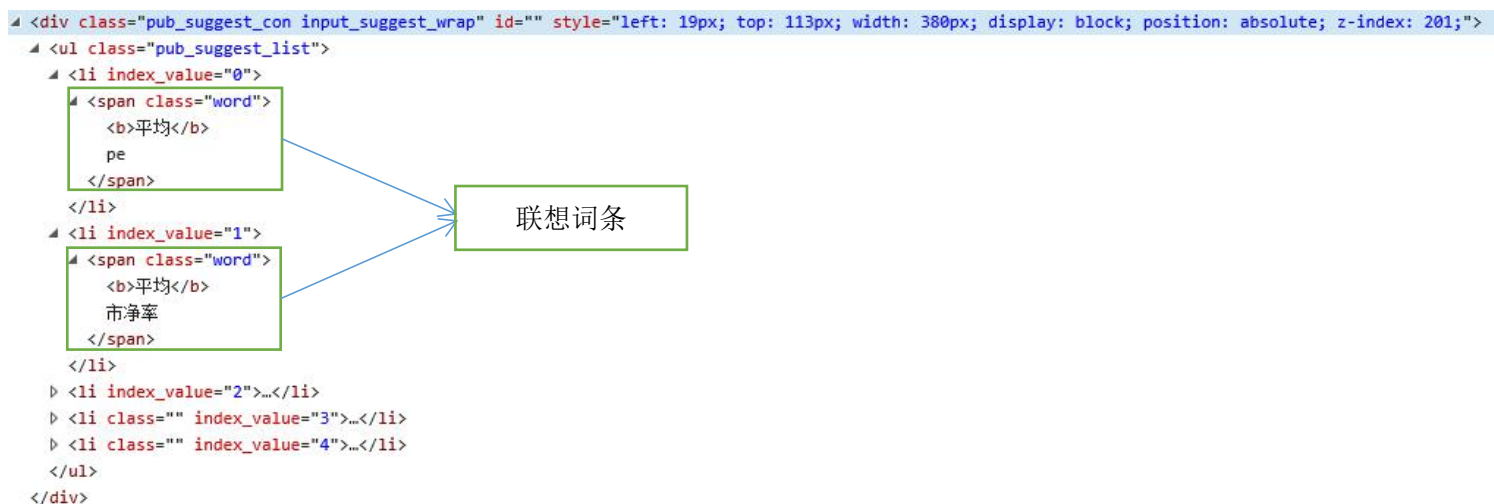 <div class="pub_suggest_con input_suggest_wrap" id="" style="left: 19px; top: 113px; width: 380px; display: block; position: absolute; z-index: 201;">
<ul class="pub_suggest_list">
<li index_value="0">
<span class="word">
<b>平均</b>
pe
</span>
</li>
联想词条
<li index_value="1">
<span class="word">
<b>平均</b>
市净率
</span>
</li>
<li index_value="2">…</li>
<li class="" index_value="3">…</li>
<li class="" index_value="4">…</li>
</ul>
</div>